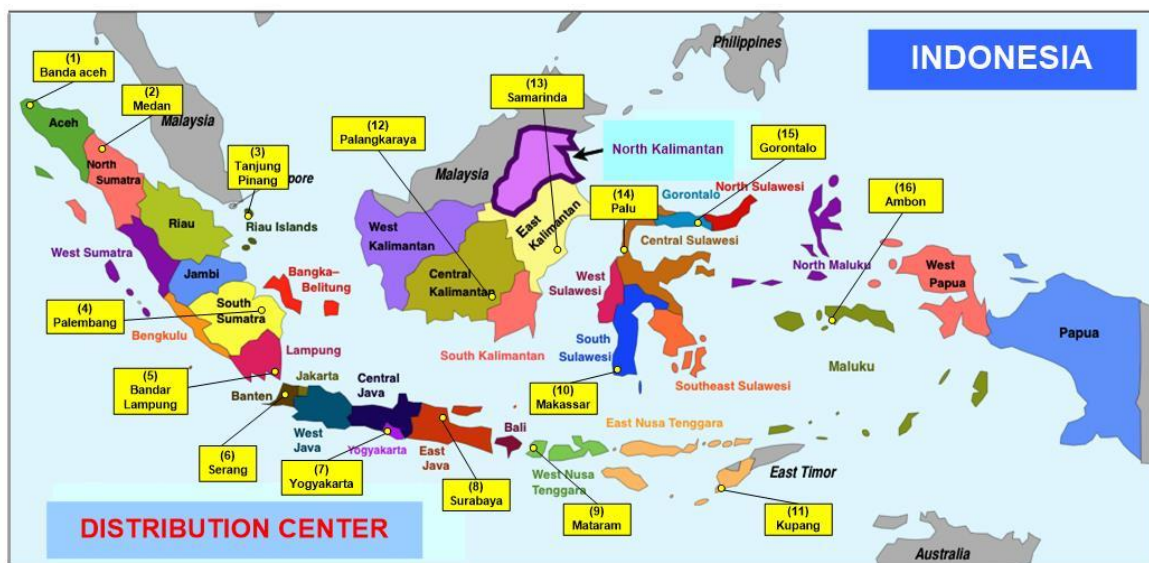 INDONESIA
Philippines
(1)
Banda aceh
(2)
Medan
(13)
Samarinda
Aceh
Malaysia
(12)
Palangkaraya
North Kalimantan
(15)
Gorontalo
(3)
Tanjung
Pinang
North
Sumatra
pore
Malaysia
(14)
Palu
Gorontalo
North Sulawesi
(16)
Ambon
Riau
Riau Islands
West
Kalimantan
East
Kalimantan
Central Sulawesi
West Sumatra
Jambi
Bangka–
Belitung
Central
Kalimantan
West
Sulawesi
North Maluku
West
Papua
(4)
Palembang
South
Sumatra
Bengkulu
South Kalimantan
South
Sulawesi
Papua
Lampung
Maluku
(5)
Bandar
Lampung
Jakarta
Central
Java
(10)
Makassar
Southeast Sulawesi
Banten
East Nusa Tenggara
West
Java
Yogyakarta
East
Java
Bali
(6)
Serang
(7)
Yogyakarta
(8)
Surabaya
West Nusa
Tenggara
East Timor
(9)
Mataram
(11)
Kupang
DISTRIBUTION CENTER
Australia